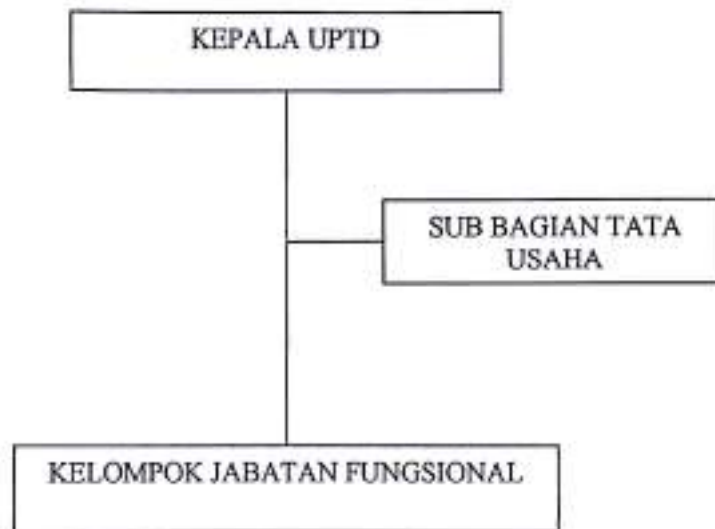 KEPALA UPTD
SUB BAGIAN TATA
USAHA
KELOMPOK JABATAN FUNGSIONAL